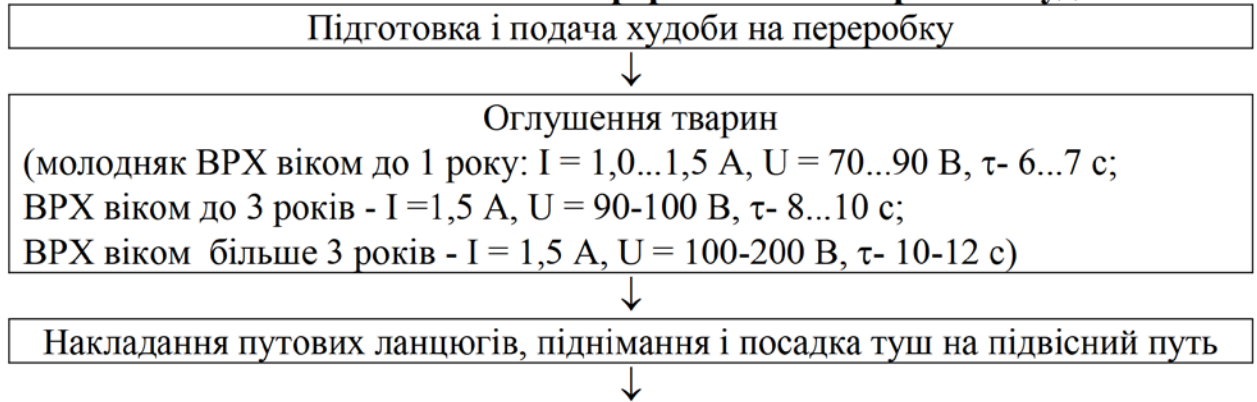 Підготовка і подача худоби на переробку
↓
Оглушення тварин
(молодняк ВРХ віком до 1 року: I = 1,0...1,5 А, U = 70...90 В, τ- 6...7 с;
ВРХ віком до 3 років - I =1,5 А, U = 90-100 В, τ- 8...10 с;
ВРХ віком  більше 3 років - I = 1,5 А, U = 100-200 В, τ- 10-12 с)
↓
Накладання путових ланцюгів, піднімання і посадка туш на підвісний путь
↓